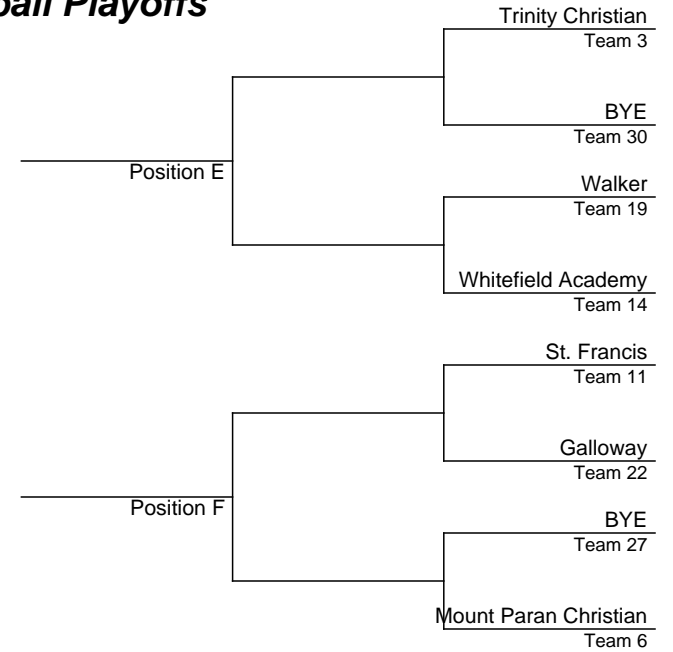 Playoffs
Trinity Christian
Team 3
BYE
Team 30
Position E
Walker
Team 19
Whitefield Academy
Team 14
St. Francis
Team 11
Galloway
Team 22
Position F
BYE
Team 27
Mount Paran Christian
Team 6